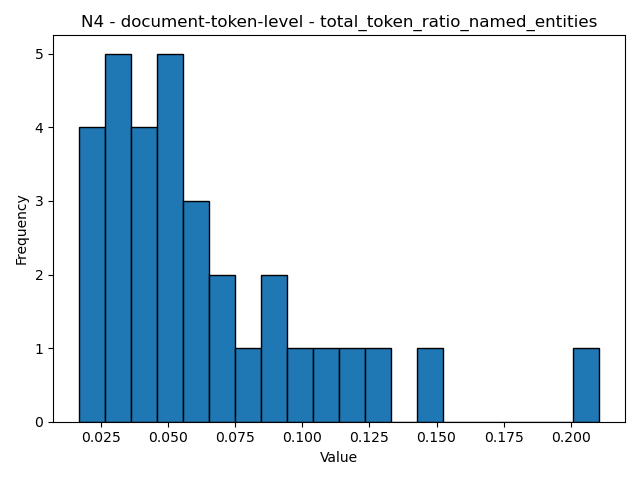 N4 - document-token-level - total_token_ratio_named_entities
5
4
3
2
1
0
Frequency
0.025 0.050 0.075 0.100 0.125 0.150 0.175 0.200
Value